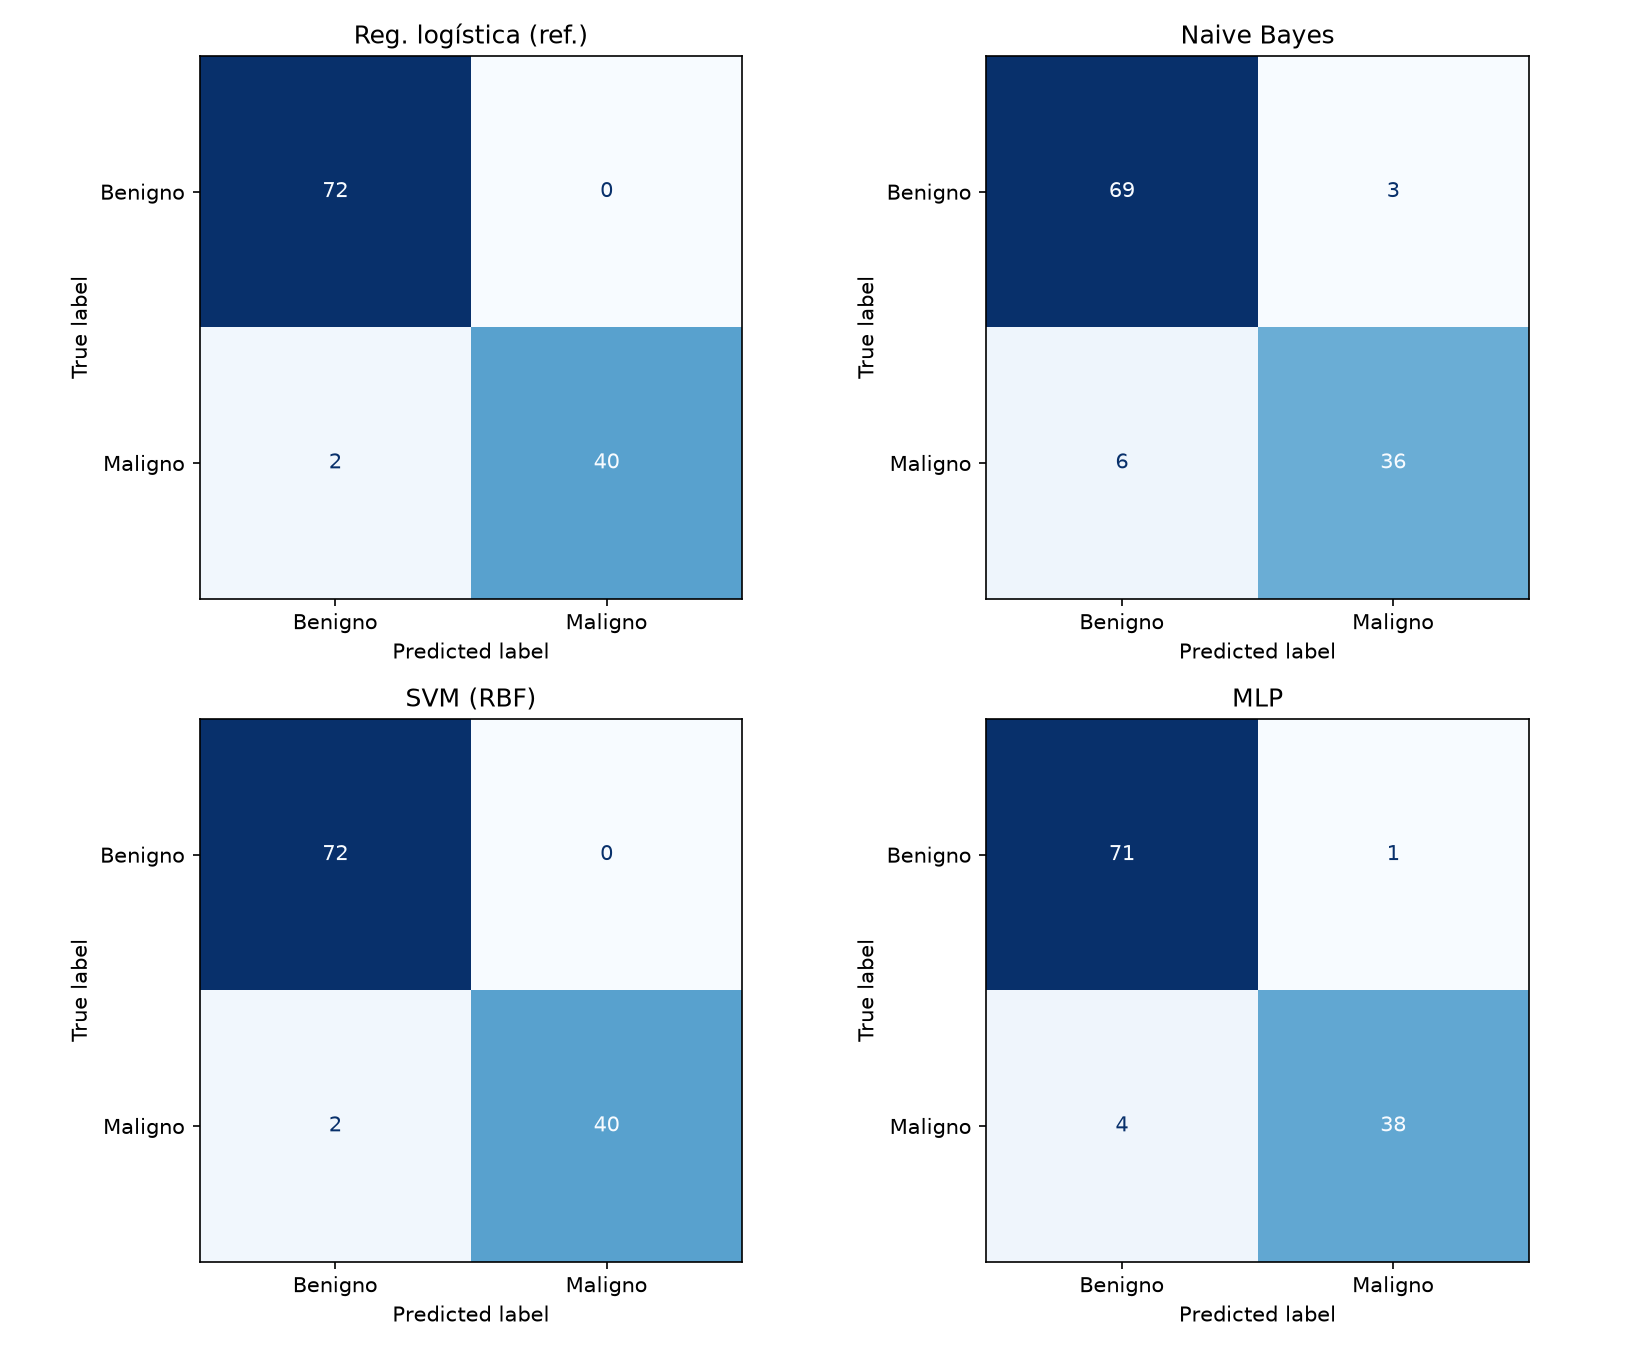 Reg. logística (ref.)
Benigno
72
0
True label
Maligno
2
40
Benigno
Maligno
Predicted label
Naive Bayes
Benigno
69
3
True label
Maligno
6
36
Benigno
Maligno
Predicted label
SVM (RBF)
Benigno
72
0
True label
Maligno
2
40
Benigno
Maligno
Predicted label
MLP
Benigno
71
1
True label
Maligno
4
38
Benigno
Maligno
Predicted label